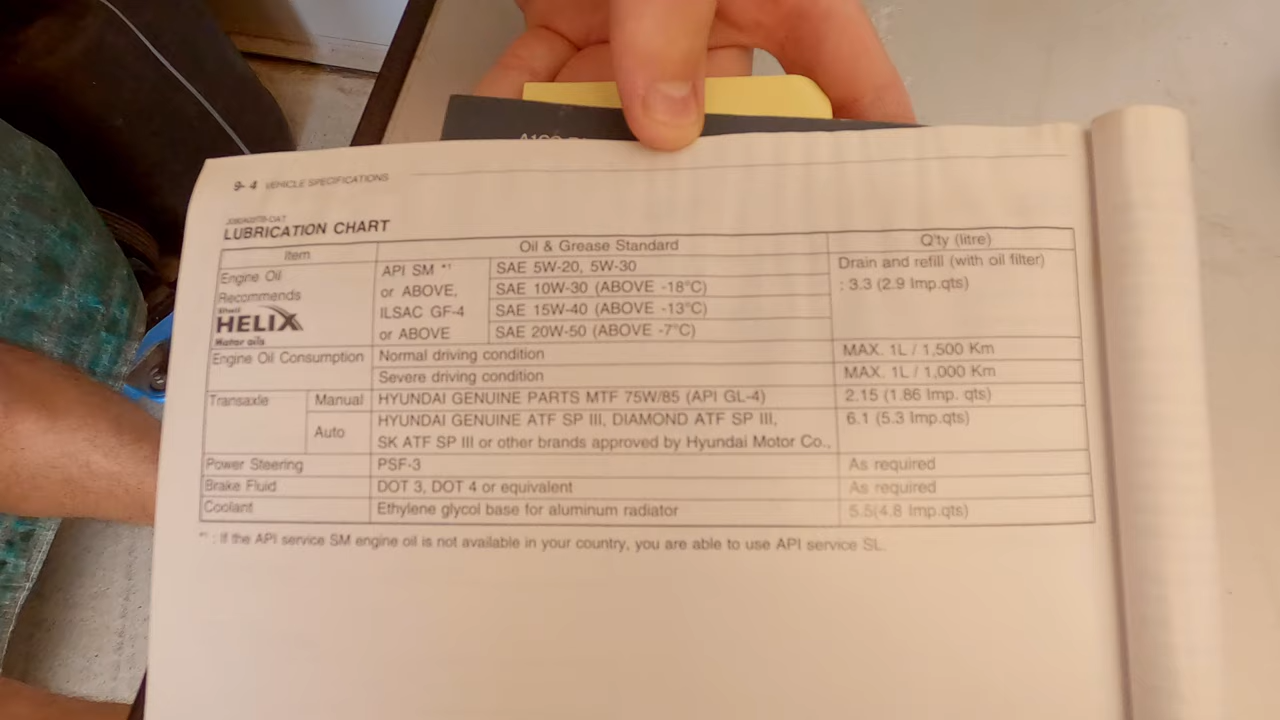 9-4 VEHICLE SPECIFICATIONS
LUBRICATION CHART
Item
Oil & Grease Standard
Q'ty (litre)
Engine Oil
Recommends
Shell
HELIX
Motor oils
API SM *1
or ABOVE,
ILSAC GF-4
or ABOVE
SAE 5W-20, 5W-30
SAE 10W-30 (ABOVE -18°C)
SAE 15W-40 (ABOVE -13°C)
SAE 20W-50 (ABOVE -7°C)
Drain and refill (with oil filter)
: 3.3 (2.9 Imp.qts)
Engine Oil Consumption
Normal driving condition
MAX. 1L / 1,500 Km
Severe driving condition
MAX. 1L / 1,000 Km
Transaxle
Manual
HYUNDAI GENUINE PARTS MTF 75W/85 (API GL-4)
2.15 (1.86 Imp. qts)
Auto
HYUNDAI GENUINE ATF SP III, DIAMOND ATF SP III,
SK ATF SP III or other brands approved by Hyundai Motor Co.,
6.1 (5.3 Imp.qts)
Power Steering
PSF-3
As required
Brake Fluid
DOT 3, DOT 4 or equivalent
As required
Coolant
Ethylene glycol base for aluminum radiator
5.5(4.8 Imp.qts)
*1 : If the API service SM engine oil is not available in your country, you are able to use API service SL.